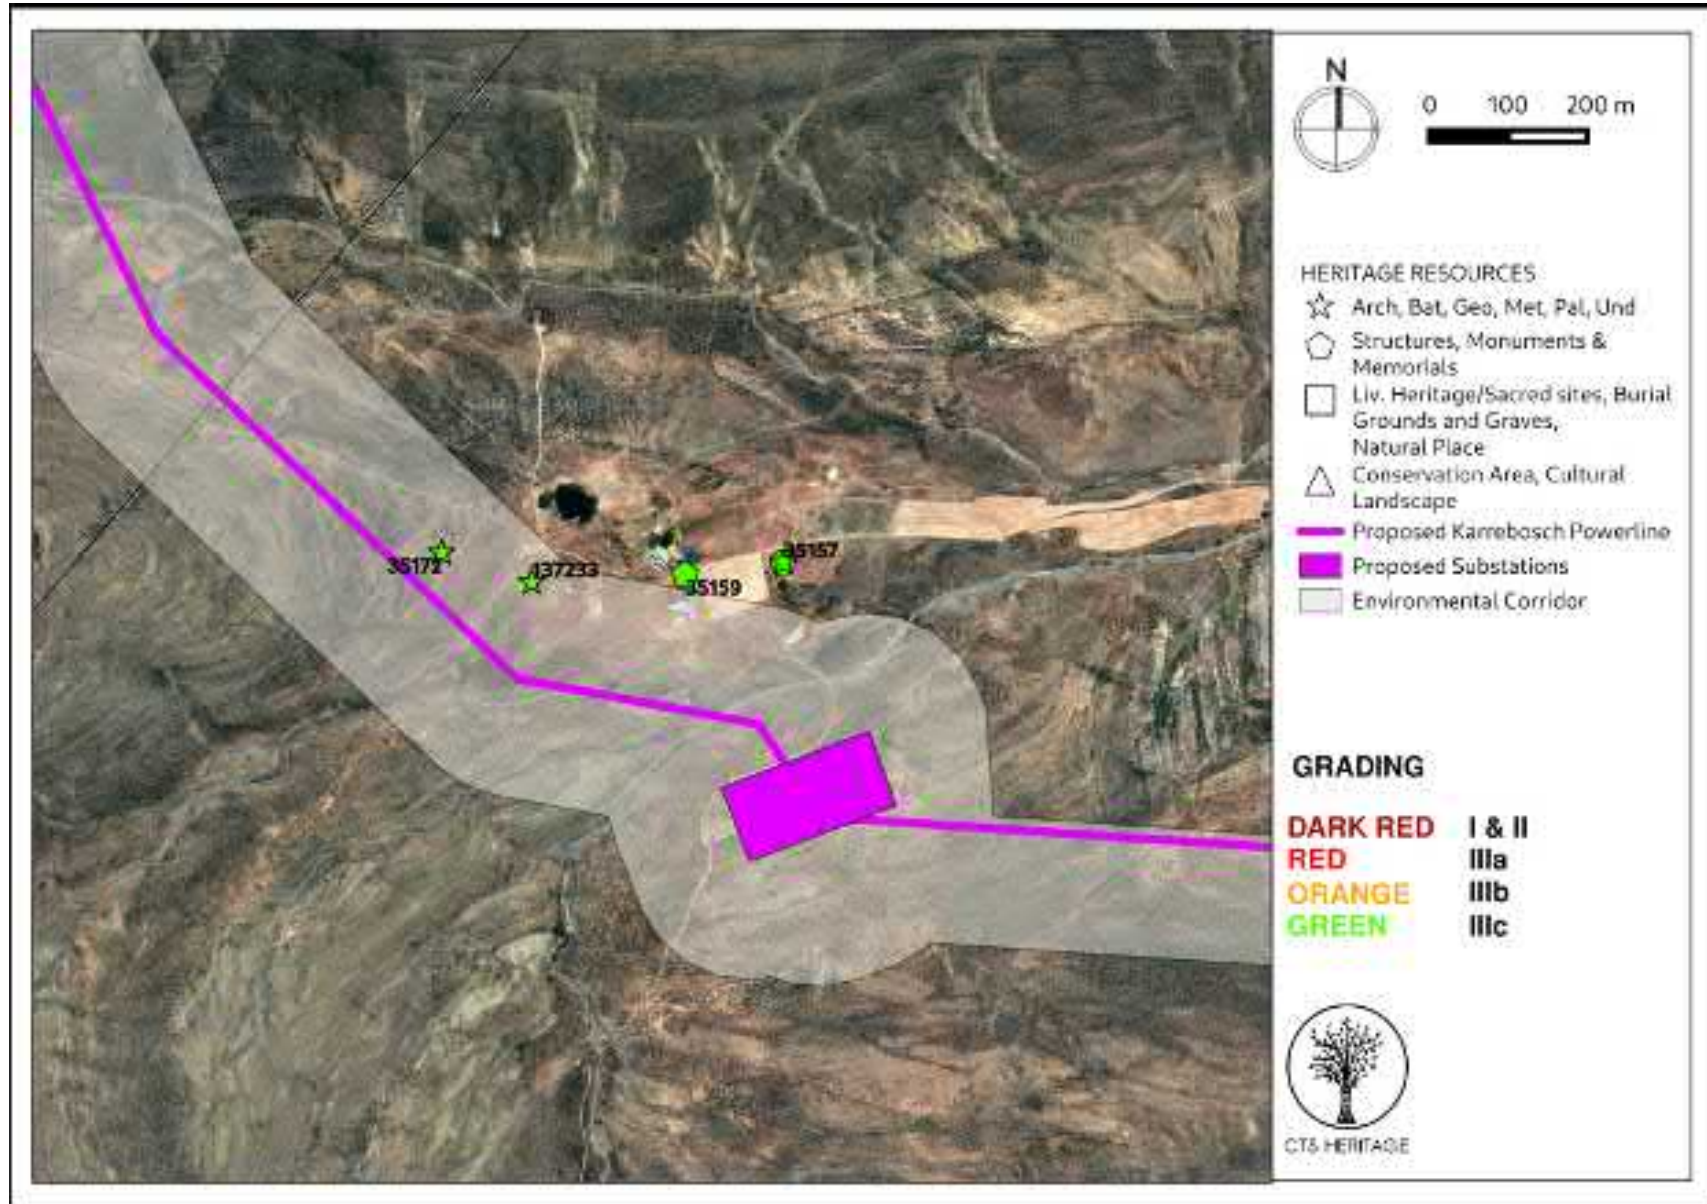 N
0 100 200 m
HERITAGE RESOURCES
Arch, Bat, Geo, Met, Pal, Und
Structures, Monuments &
Memorials
Liv. Heritage/Sacred sites, Burial
Grounds and Graves,
Natural Place
Conservation Area, Cultural
Landscape
Proposed Karrebosch Powerline
Proposed Substations
Environmental Corridor
35172
137233
35159
35157
GRADING
DARK RED I & II
RED IIIa
ORANGE IIIb
GREEN IIIc
CTS HERITAGE